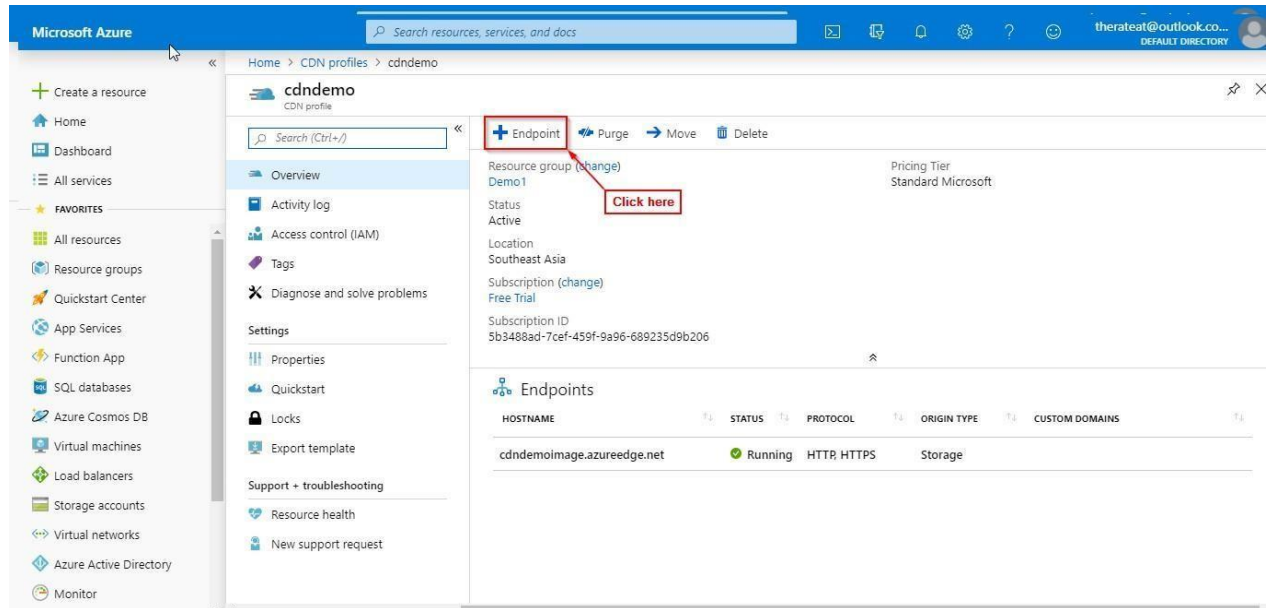 Microsoft Azure
Search resources, services, and docs
therateat@outlook.co...
DEFAULT DIRECTORY
«
Home > CDN profiles > cdndemo
Create a resource
Home
Dashboard
All services
FAVORITES
All resources
Resource groups
Quickstart Center
App Services
Function App
SQL databases
Azure Cosmos DB
Virtual machines
Load balancers
Storage accounts
Virtual networks
Azure Active Directory
Monitor
cdndemo
CDN profile
Search (Ctrl+/)
«
Overview
Activity log
Access control (IAM)
Tags
Diagnose and solve problems
Settings
Properties
Quickstart
Locks
Export template
Support + troubleshooting
Resource health
New support request
Endpoint Purge Move Delete
Resource group (change)
Demo1
Click here
Status
Active
Location
Southeast Asia
Subscription (change)
Free Trial
Subscription ID
5b3488ad-7cef-459f-9a96-689235d9b206
Pricing Tier
Standard Microsoft
Endpoints
HOSTNAME STATUS PROTOCOL ORIGIN TYPE CUSTOM DOMAINS
cdndemoimage.azureedge.net Running HTTP, HTTPS Storage